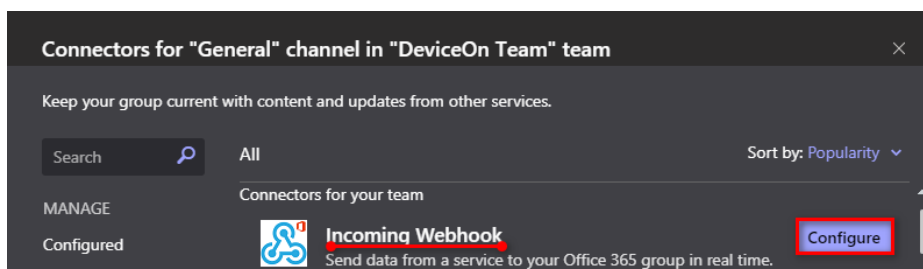 Connectors for "General" channel in "DeviceOn Team" team
Keep your group current with content and updates from other services.
Search
All
Sort by: Popularity
MANAGE
Connectors for your team
Configured
Incoming Webhook
Configure
Send data from a service to your Office 365 group in real time.